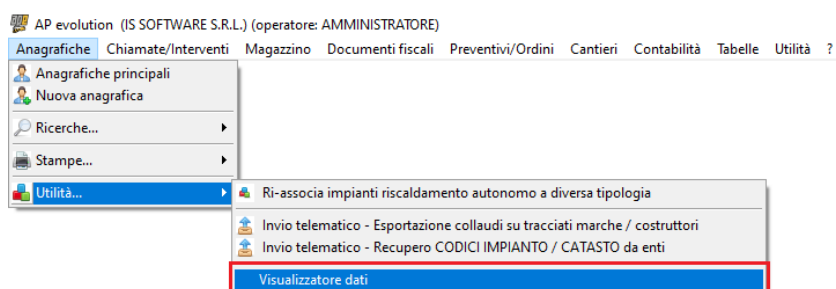 AP evolution (IS SOFTWARE S.R.L.) (operatore: AMMINISTRATORE)
Anagrafiche Chiamate/Interventi Magazzino Documenti fiscali Preventivi/Ordini Cantieri Contabilità Tabelle Utilità ?
Anagrafiche principali
Nuova anagrafica
Ricerche...
Stampe...
Utilità...
Ri-associa impianti riscaldamento autonomo a diversa tipologia
Invio telematico - Esportazione collaudi su tracciati marche / costruttori
Invio telematico - Recupero CODICI IMPIANTO / CATASTO da enti
Visualizzatore dati